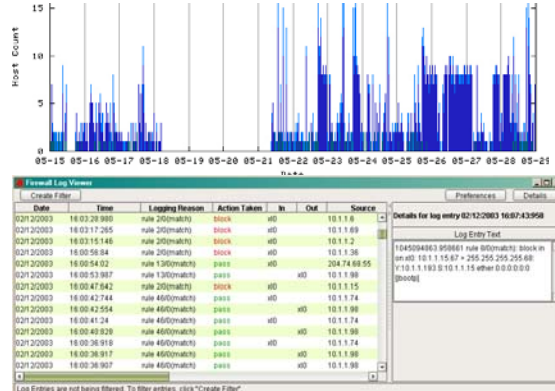 15
10
5
0
Host Count
05-15 05-16 05-17 05-18 05-19 05-20 05-21 05-22 05-23 05-24 05-25 05-26 05-27 05-28 05-29
Date
Firewall Log Viewer
Create Filter Preferences Details
Date Time Logging Reason Action Taken In Out Source
02/12/2003 16:03:28:980 rule 2/0(match) block xl0 10.1.1.6
02/12/2003 16:03:17:265 rule 2/0(match) block xl0 10.1.1.69
02/12/2003 16:03:15:146 rule 2/0(match) block xl0 10.1.1.2
02/12/2003 16:00:56:84 rule 2/0(match) block xl0 10.1.1.36
02/12/2003 16:00:54:02 rule 13/0(match) pass xl0 204.74.69:55
02/12/2003 16:00:53:987 rule 13/0(match) pass xl0 10.1.1.98
02/12/2003 16:00:47:642 rule 2/0(match) block xl0 10.1.1.15
02/12/2003 16:00:42:744 rule 46/0(match) pass xl0 10.1.1.74
02/12/2003 16:00:42:554 rule 46/0(match) pass xl0 10.1.1.98
02/12/2003 16:00:41:24 rule 46/0(match) pass xl0 10.1.1.74
02/12/2003 16:00:40:828 rule 46/0(match) pass xl0 10.1.1.98
02/12/2003 16:00:36:918 rule 46/0(match) pass xl0 10.1.1.74
02/12/2003 16:00:36:917 rule 46/0(match) pass xl0 10.1.1.98
02/12/2003 16:00:36:907 rule 46/0(match) pass xl0 10.1.1.98
Details for log entry 02/12/2003 16:07:43:958
Log Entry Text
1045094863.958661 rule 8/0(match): block in
on xl0: 10.1.1.15.67 > 255.255.255.255.68:
Y:10.1.1.193 S:10.1.1.15 ether 0:0:0:0:0:0
[|bootp]
Log Entries are not being filtered. To filter entries, click "Create Filter"